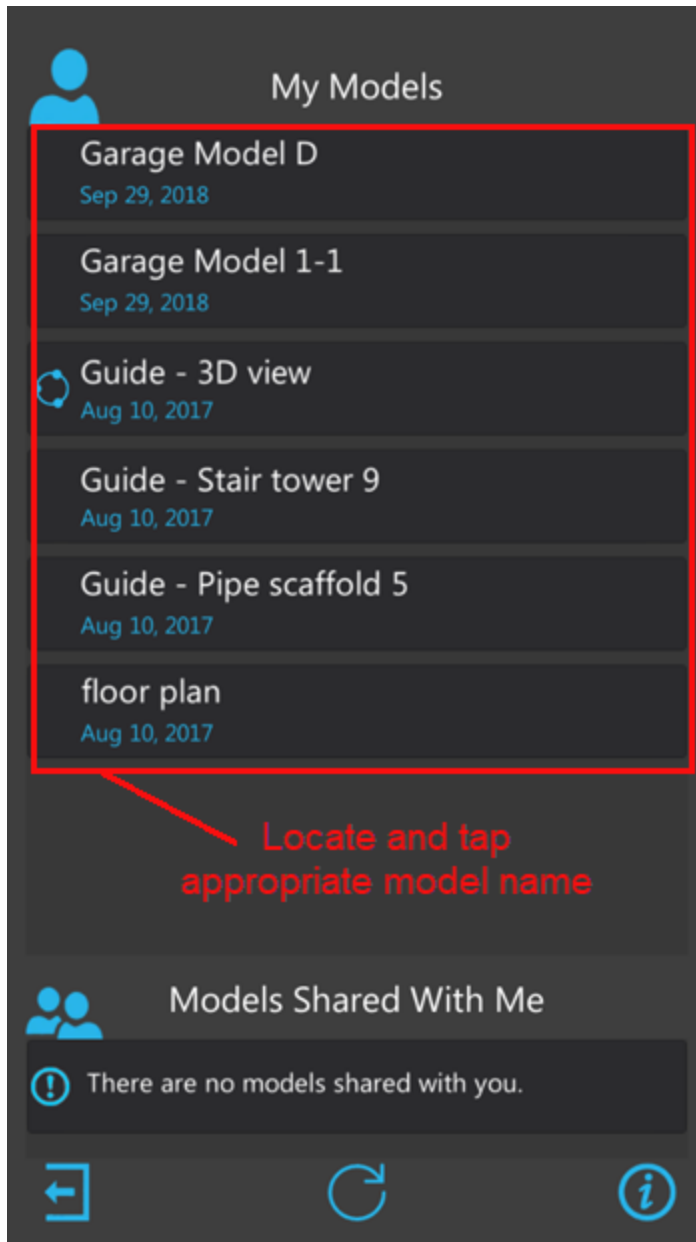 My Models
Garage Model D
Sep 29, 2018
Garage Model 1-1
Sep 29, 2018
Guide - 3D view
Aug 10, 2017
Guide - Stair tower 9
Aug 10, 2017
Guide - Pipe scaffold 5
Aug 10, 2017
floor plan
Aug 10, 2017
Locate and tap
appropriate model name
Models Shared With Me
There are no models shared with you.